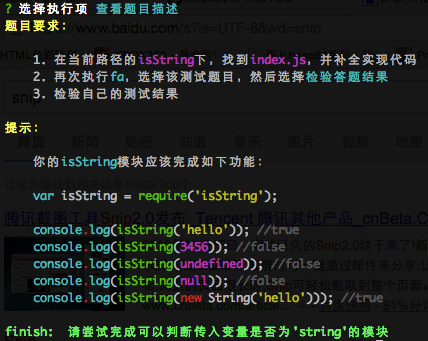 ? 选择执行项 查看题目描述
题目要求:
1. 在当前路径的isString下, 找到index.js, 并补全实现代码
2. 再次执行fa, 选择该测试题目, 然后选择检验答题结果
3. 检验自己的测试结果
提示:
你的isString模块应该完成如下功能:
var isString = require('isString');
console.log(isString('hello')); //true
console.log(isString(3456)); //false
console.log(isString(undefined)); //false
console.log(isString(null)); //false
console.log(isString(new String('hello'))); //true
finish: 请尝试完成可以判断传入变量是否为'string'的模块